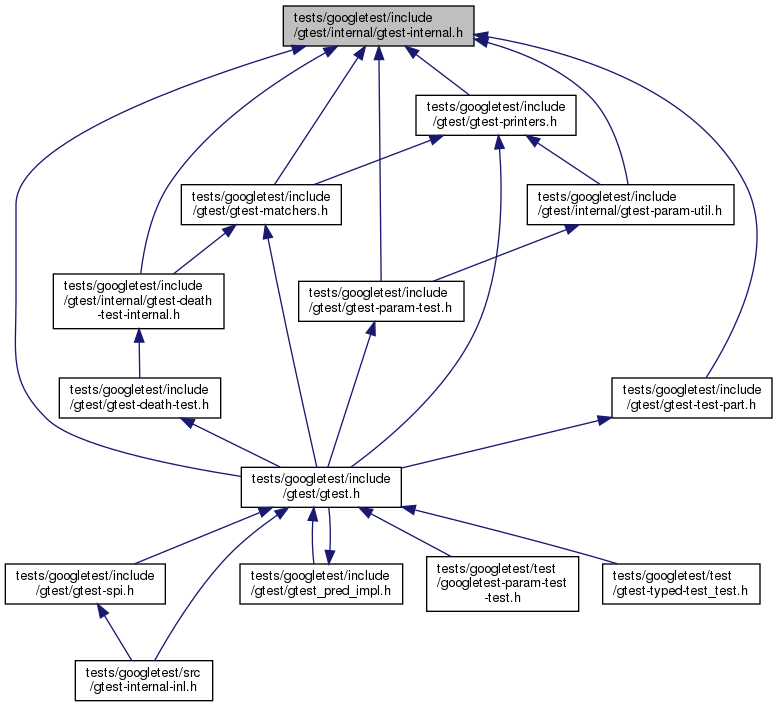 tests/googletest/include
/gtest/internal/gtest-internal.h
tests/googletest/include
/gtest/gtest-printers.h
tests/googletest/include
/gtest/gtest-matchers.h
tests/googletest/include
/gtest/internal/gtest-param-util.h
tests/googletest/include
/gtest/internal/gtest-death
-test-internal.h
tests/googletest/include
/gtest/gtest-param-test.h
tests/googletest/include
/gtest/gtest-death-test.h
tests/googletest/include
/gtest/gtest-test-part.h
tests/googletest/include
/gtest/gtest.h
tests/googletest/include
/gtest/gtest-spi.h
tests/googletest/include
/gtest/gtest_pred_impl.h
tests/googletest/test
/googletest-param-test
-test.h
tests/googletest/test
/gtest-typed-test_test.h
tests/googletest/src
/gtest-internal-inl.h